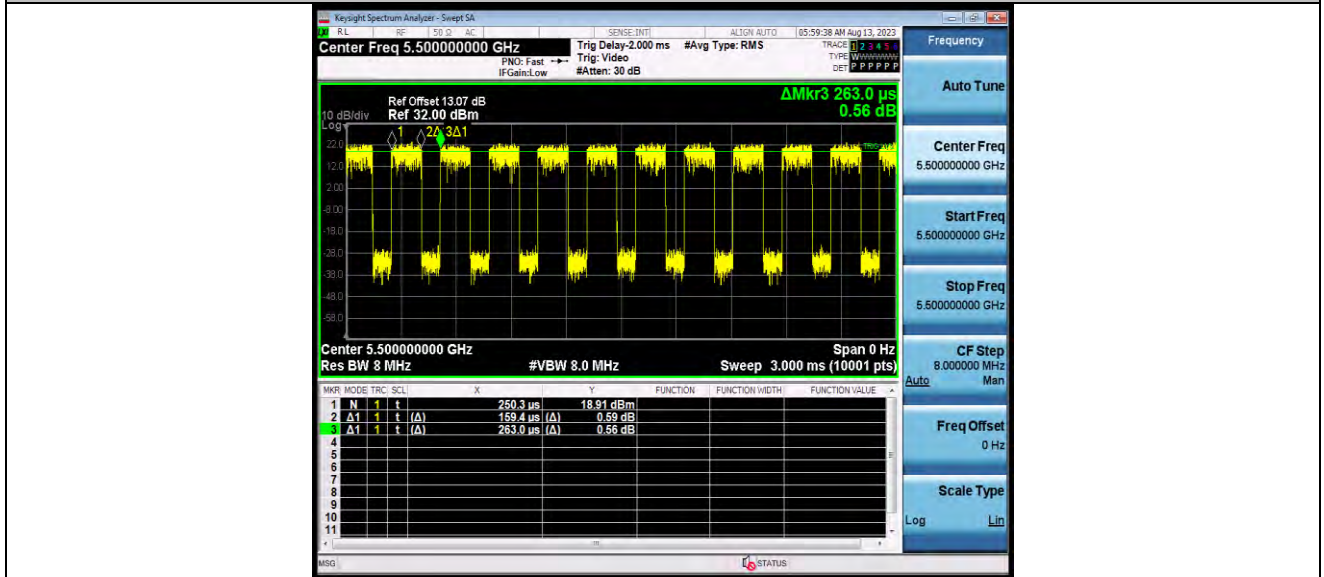 Keysight Spectrum Analyzer - Swept SA
RL RF 50 Ω AC SENSE:INT ALIGN AUTO 05:59:38 AM Aug 13, 2023
Center Freq 5.500000000 GHz
PNO: Fast
IFGain:Low
Trig Delay-2.000 ms
Trig: Video
#Atten: 30 dB
#Avg Type: RMS
TRACE 1 2 3 4 5 6
TYPE WWWWWW
DET P P P P P P
Frequency
Auto Tune
Center Freq
5.500000000 GHz
Start Freq
5.500000000 GHz
Stop Freq
5.500000000 GHz
CF Step
8.000000 MHz
Auto Man
Freq Offset
0 Hz
Scale Type
Log Lin
ΔMkr3 263.0 µs
0.56 dB
Ref Offset 13.07 dB
10 dB/div Ref 32.00 dBm
Log
1 2Δ 3Δ1
22.0
12.0
2.00
-8.00
-18.0
-28.0
-38.0
-48.0
-58.0
Center 5.500000000 GHz Span 0 Hz
Res BW 8 MHz #VBW 8.0 MHz Sweep 3.000 ms (10001 pts)
MKR MODE TRC SCL X Y FUNCTION FUNCTION WIDTH FUNCTION VALUE
1 N 1 t 250.3 µs 18.91 dBm
2 Δ1 1 t (Δ) 159.4 µs (Δ) 0.59 dB
3 Δ1 1 t (Δ) 263.0 µs (Δ) 0.56 dB
4
5
6
7
8
9
10
11
MSG STATUS